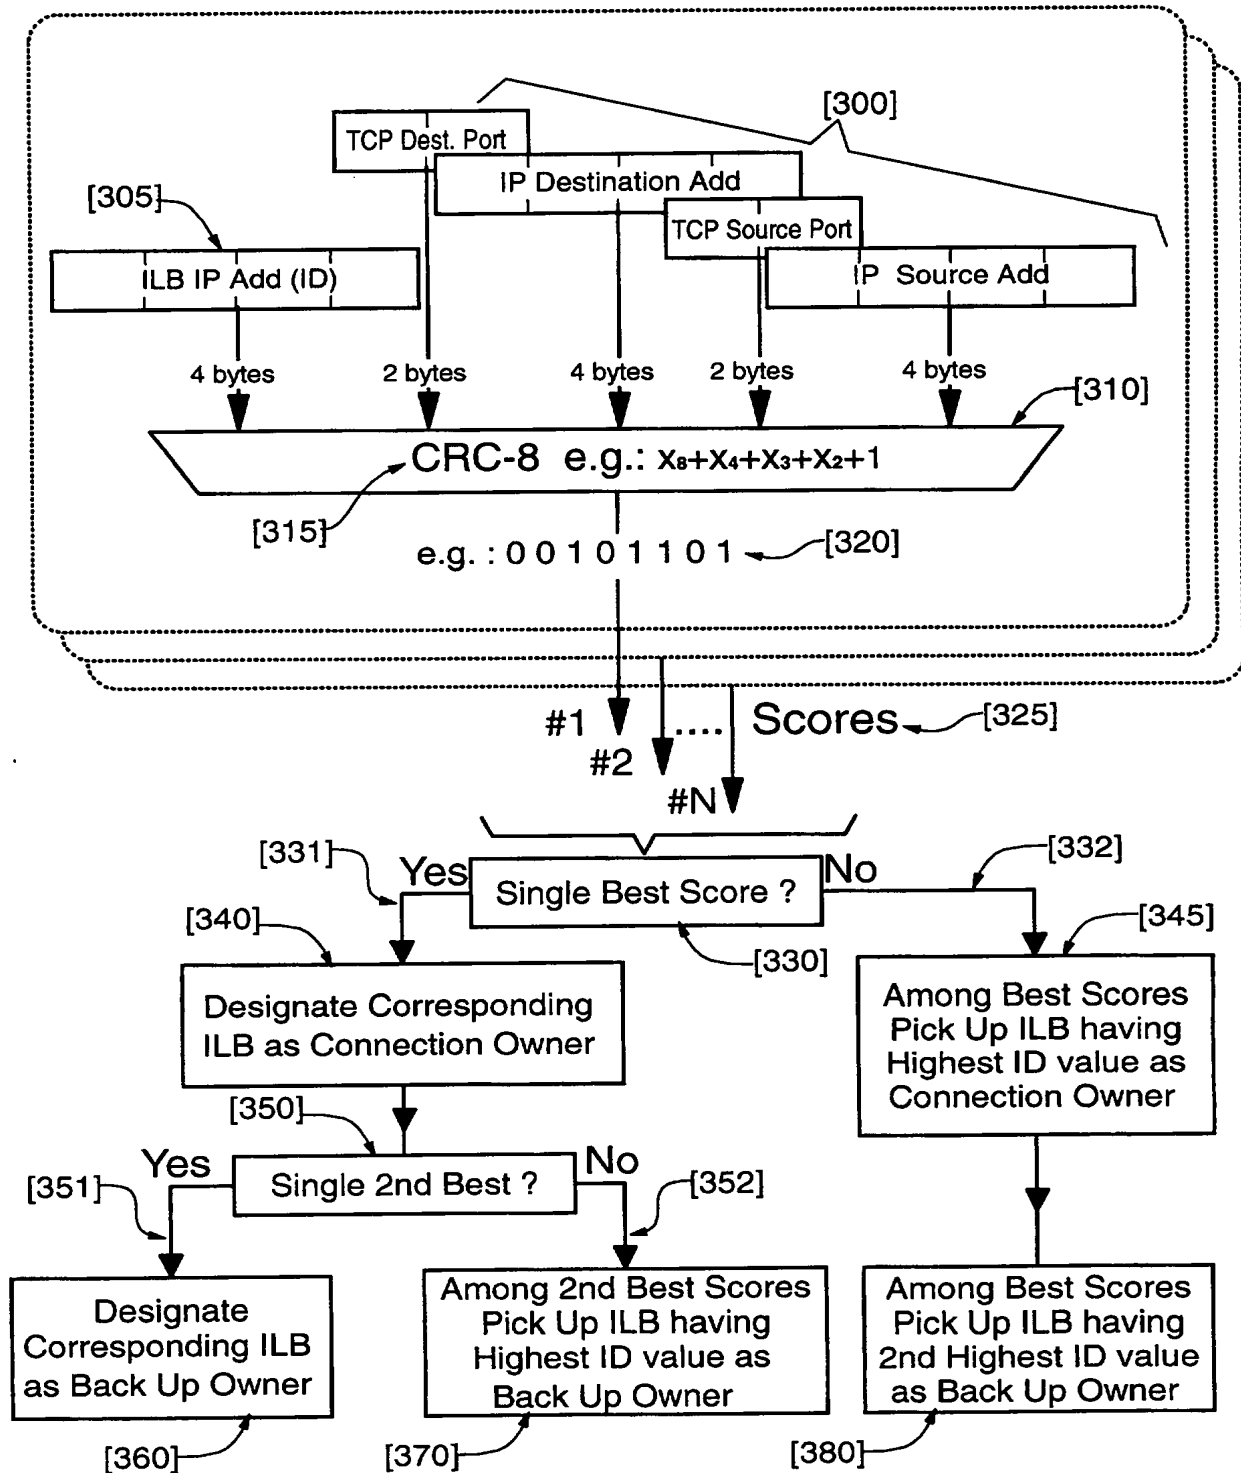 [300]
TCP Dest. Port
IP Destination Add
[305]
TCP Source Port
ILB IP Add (ID)
IP Source Add
4 bytes
2 bytes
4 bytes
2 bytes
4 bytes
[310]
CRC-8 e.g.: X8+X4+X3+X2+1
[315]
e.g. : 0 0 1 0 1 1 0 1
[320]
#1
.... Scores
[325]
#2
#N
[331]
Yes
Single Best Score ?
No
[332]
[340]
[330]
[345]
Designate Corresponding
ILB as Connection Owner
Among Best Scores
Pick Up ILB having
Highest ID value as
Connection Owner
[350]
Yes
Single 2nd Best ?
No
[351]
[352]
Designate
Corresponding ILB
as Back Up Owner
Among 2nd Best Scores
Pick Up ILB having
Highest ID value as
Back Up Owner
Among Best Scores
Pick Up ILB having
2nd Highest ID value
as Back Up Owner
[360]
[370]
[380]